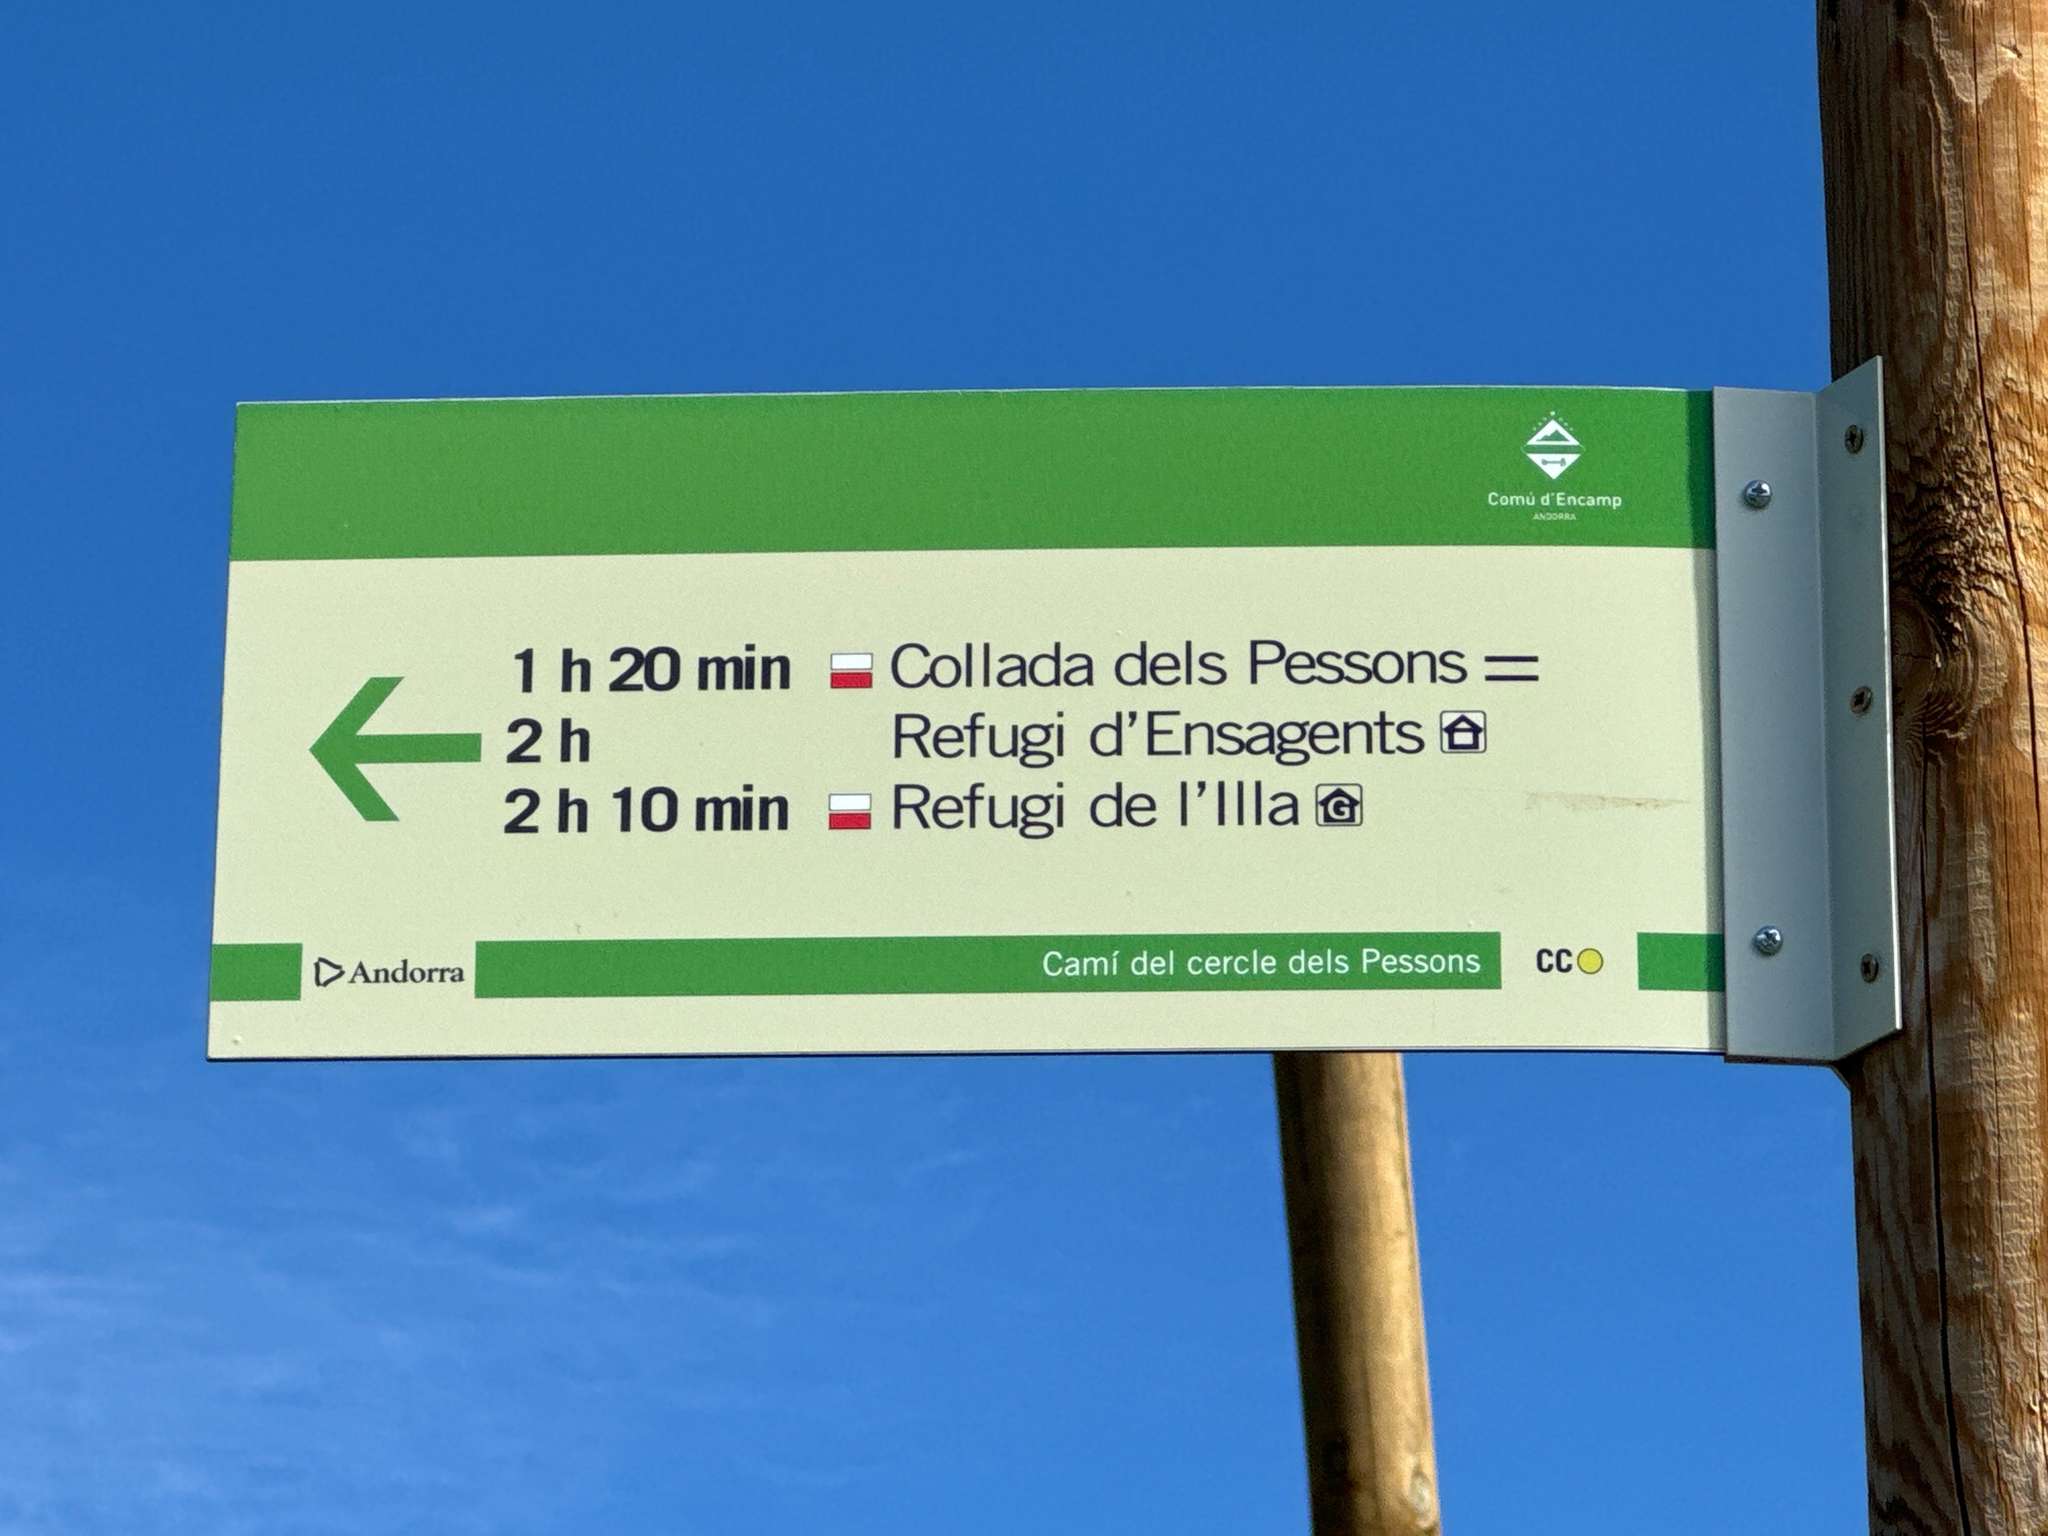 Comú d'Encamp
ANDORRA
1 h 20 min Collada dels Pessons
2 h Refugi d'Ensagents
2 h 10 min Refugi de l'Illa G
Andorra Camí del cercle dels Pessons CC